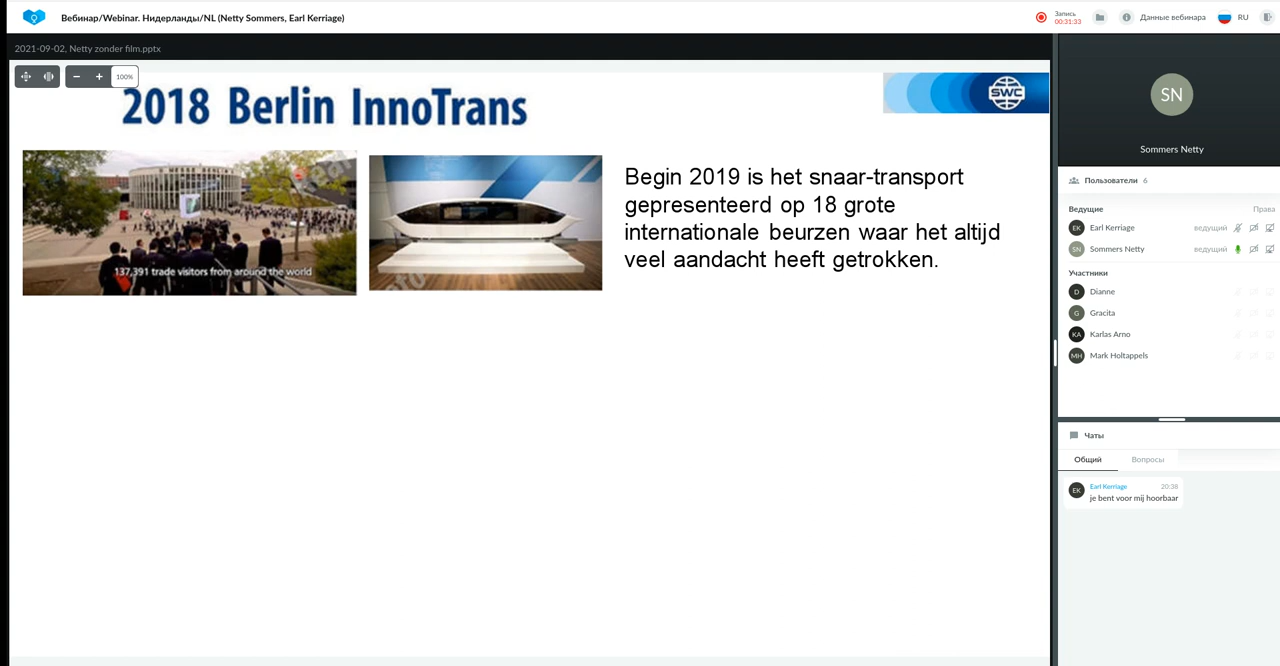 Вебинар/Webinar. Нидерланды/NL (Netty Sommers, Earl Kerriage)
Запись
00:31:33
Данные вебинара
RU
2021-09-02, Netty zonder film.pptx
100%
2018 Berlin InnoTrans
SWC
137,391 trade visitors from around the world
Begin 2019 is het snaar-transport
gepresenteerd op 18 grote
internationale beurzen waar het altijd
veel aandacht heeft getrokken.
SN
Sommers Netty
Пользователи 6
Ведущие Права
EK Earl Kerriage ведущий
SN Sommers Netty ведущий
Участники
D Dianne
G Gracita
KA Karlas Arno
MH Mark Holtappels
Чаты
Общий Вопросы
EK Earl Kerriage 20:38
je bent voor mij hoorbaar